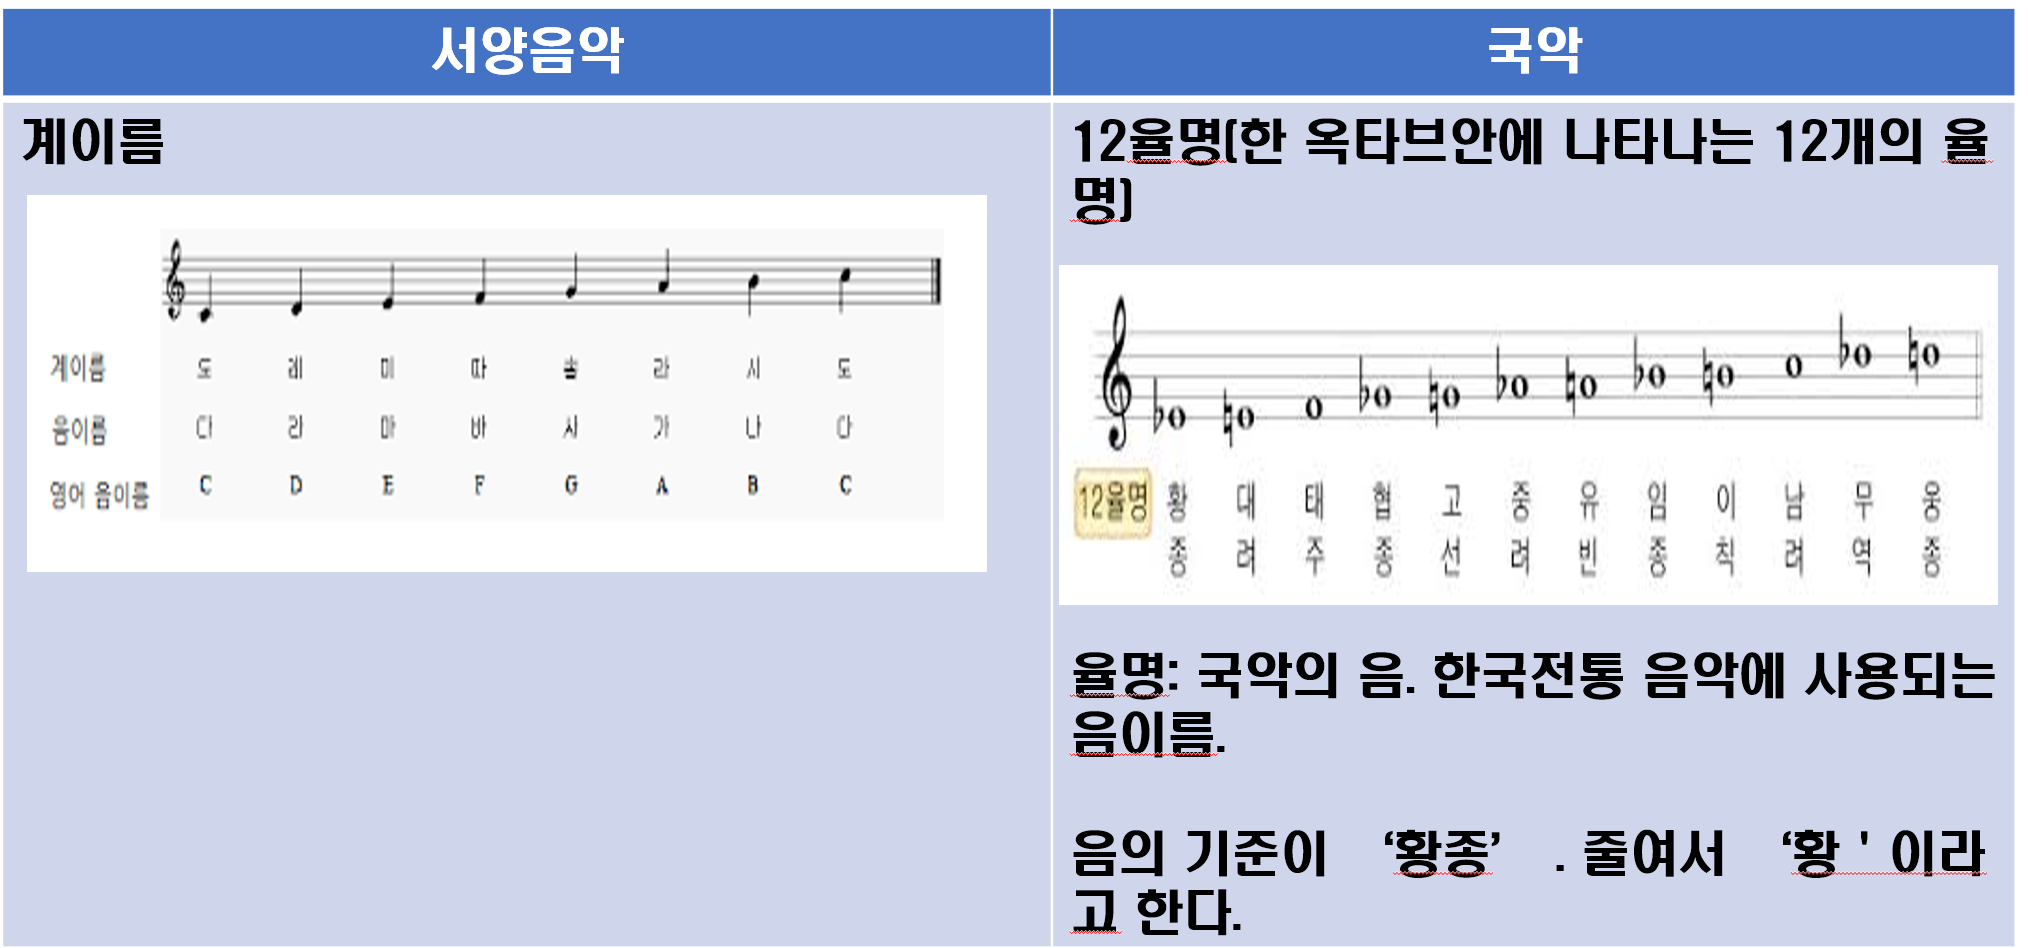 서양음악
국악
계이름
계이름 도 레 미 파 솔 라 시 도
음이름 다 라 마 바 사 가 나 다
영어 음이름 C D E F G A B C
12율명(한 옥타브안에 나타나는 12개의 율
명)
12율명 황 대 태 협 고 중 유 임 이 남 무 응
종 려 주 종 선 려 빈 종 칙 려 역 종
율명: 국악의 음. 한국전통 음악에 사용되는
음이름.
음의 기준이 ‘황종’ . 줄여서 ‘황 ' 이라
고 한다.